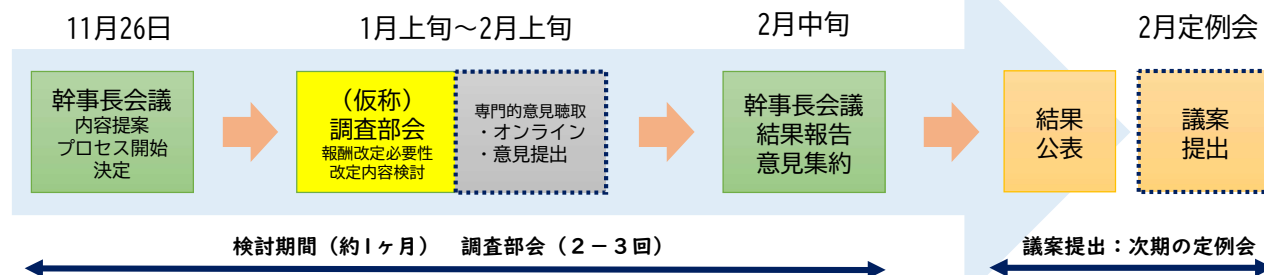 11月26日
1月上旬～2月上旬
2月中旬
2月定例会
幹事長会議
内容提案
プロセス開始
決定
（仮称）
調査部会
報酬改定必要性
改定内容検討
専門的意見聴取
・オンライン
・意見提出
幹事長会議
結果報告
意見集約
結果
公表
議案
提出
検討期間（約1ヶ月）　調査部会（２－３回）
議案提出：次期の定例会